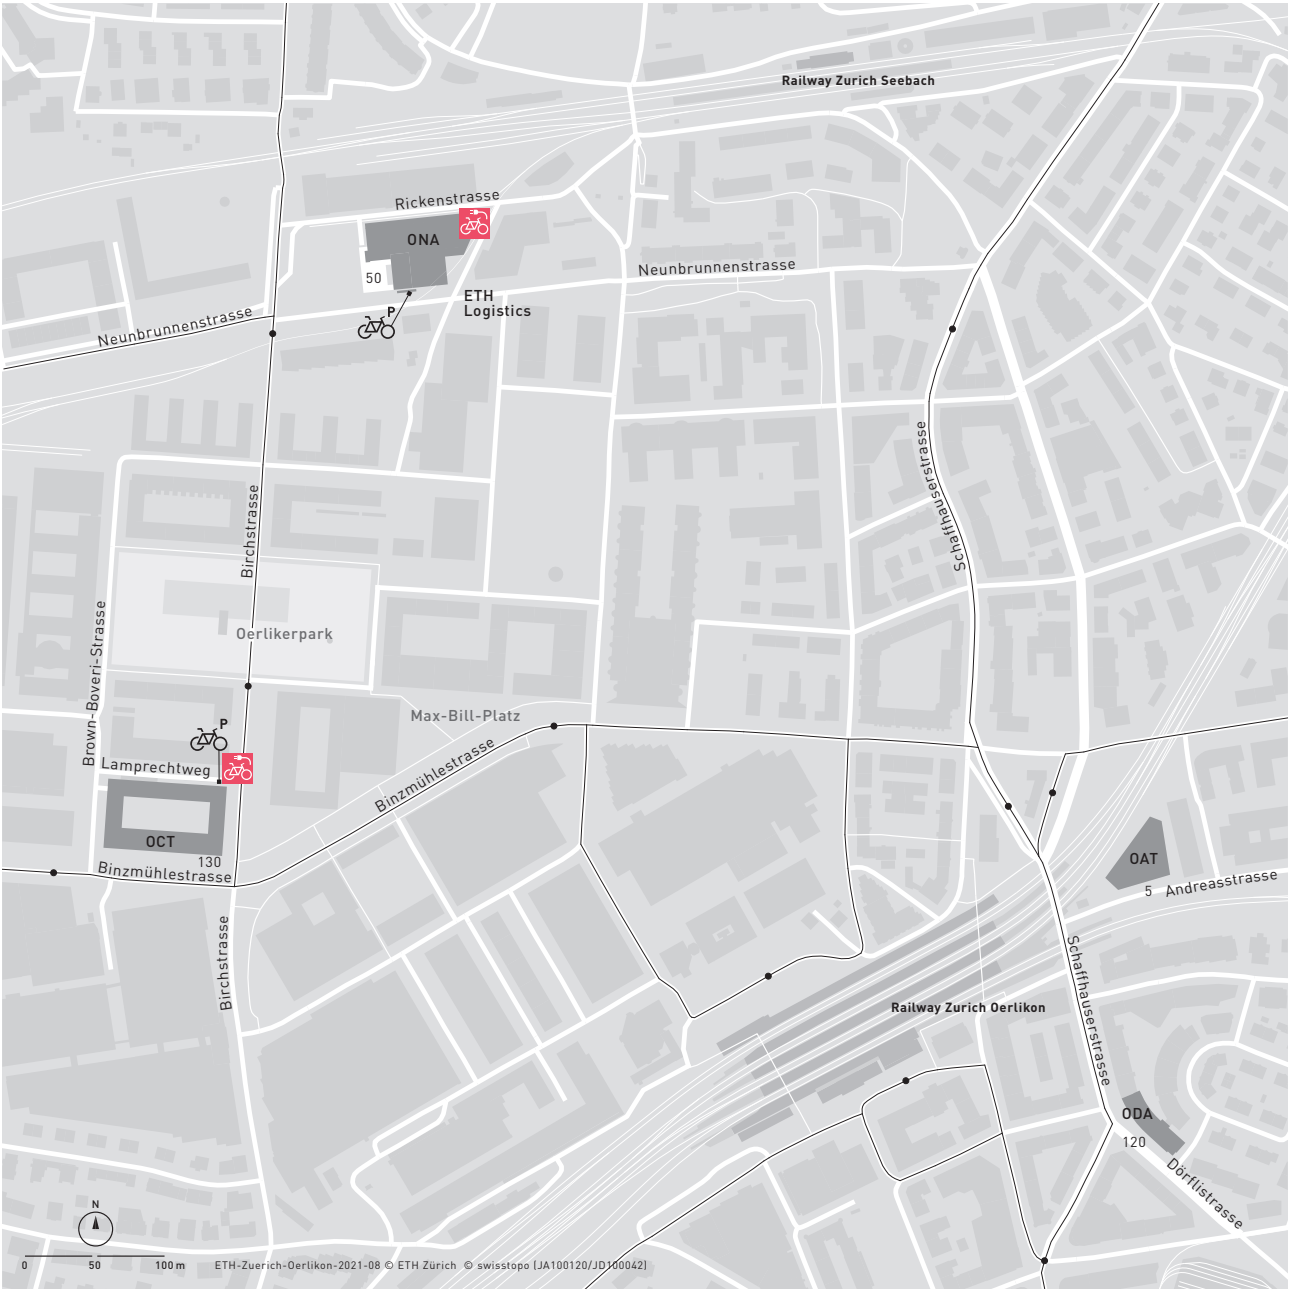 Railway Zurich Seebach
Rickenstrasse
ONA
50
Neunbrunnenstrasse
ETH
Logistics
P
Neunbrunnenstrasse
Schaffhauserstrasse
Birchstrasse
Brown-Boveri-Strasse
Oerlikerpark
Max-Bill-Platz
P
Lamprechtweg
Binzmühlestrasse
OCT
130
Binzmühlestrasse
OAT
5 Andreasstrasse
Birchstrasse
Schaffhauserstrasse
Railway Zurich Oerlikon
ODA
120
Dörflistrasse
N
0 50 100 m
ETH-Zuerich-Oerlikon-2021-08 © ETH Zürich © swisstopo (JA100120/JD100042)